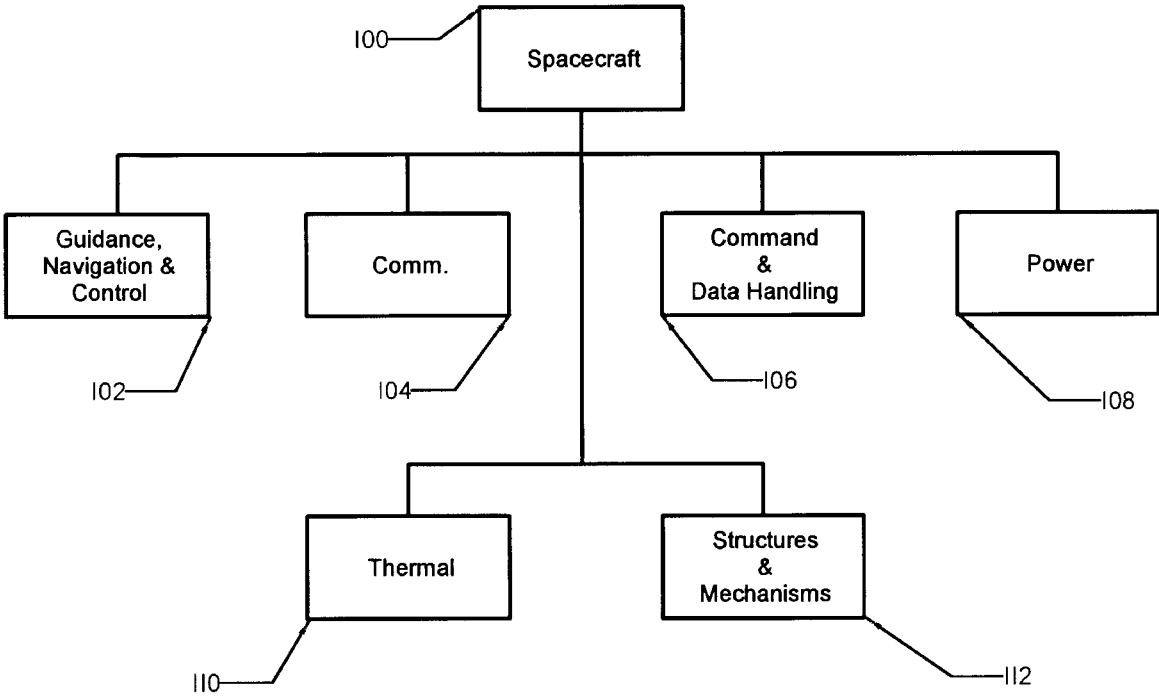 100
Spacecraft
Guidance,
Navigation &
Control
Comm.
Command
&
Data Handling
Power
102
104
106
108
Thermal
Structures
&
Mechanisms
110
112